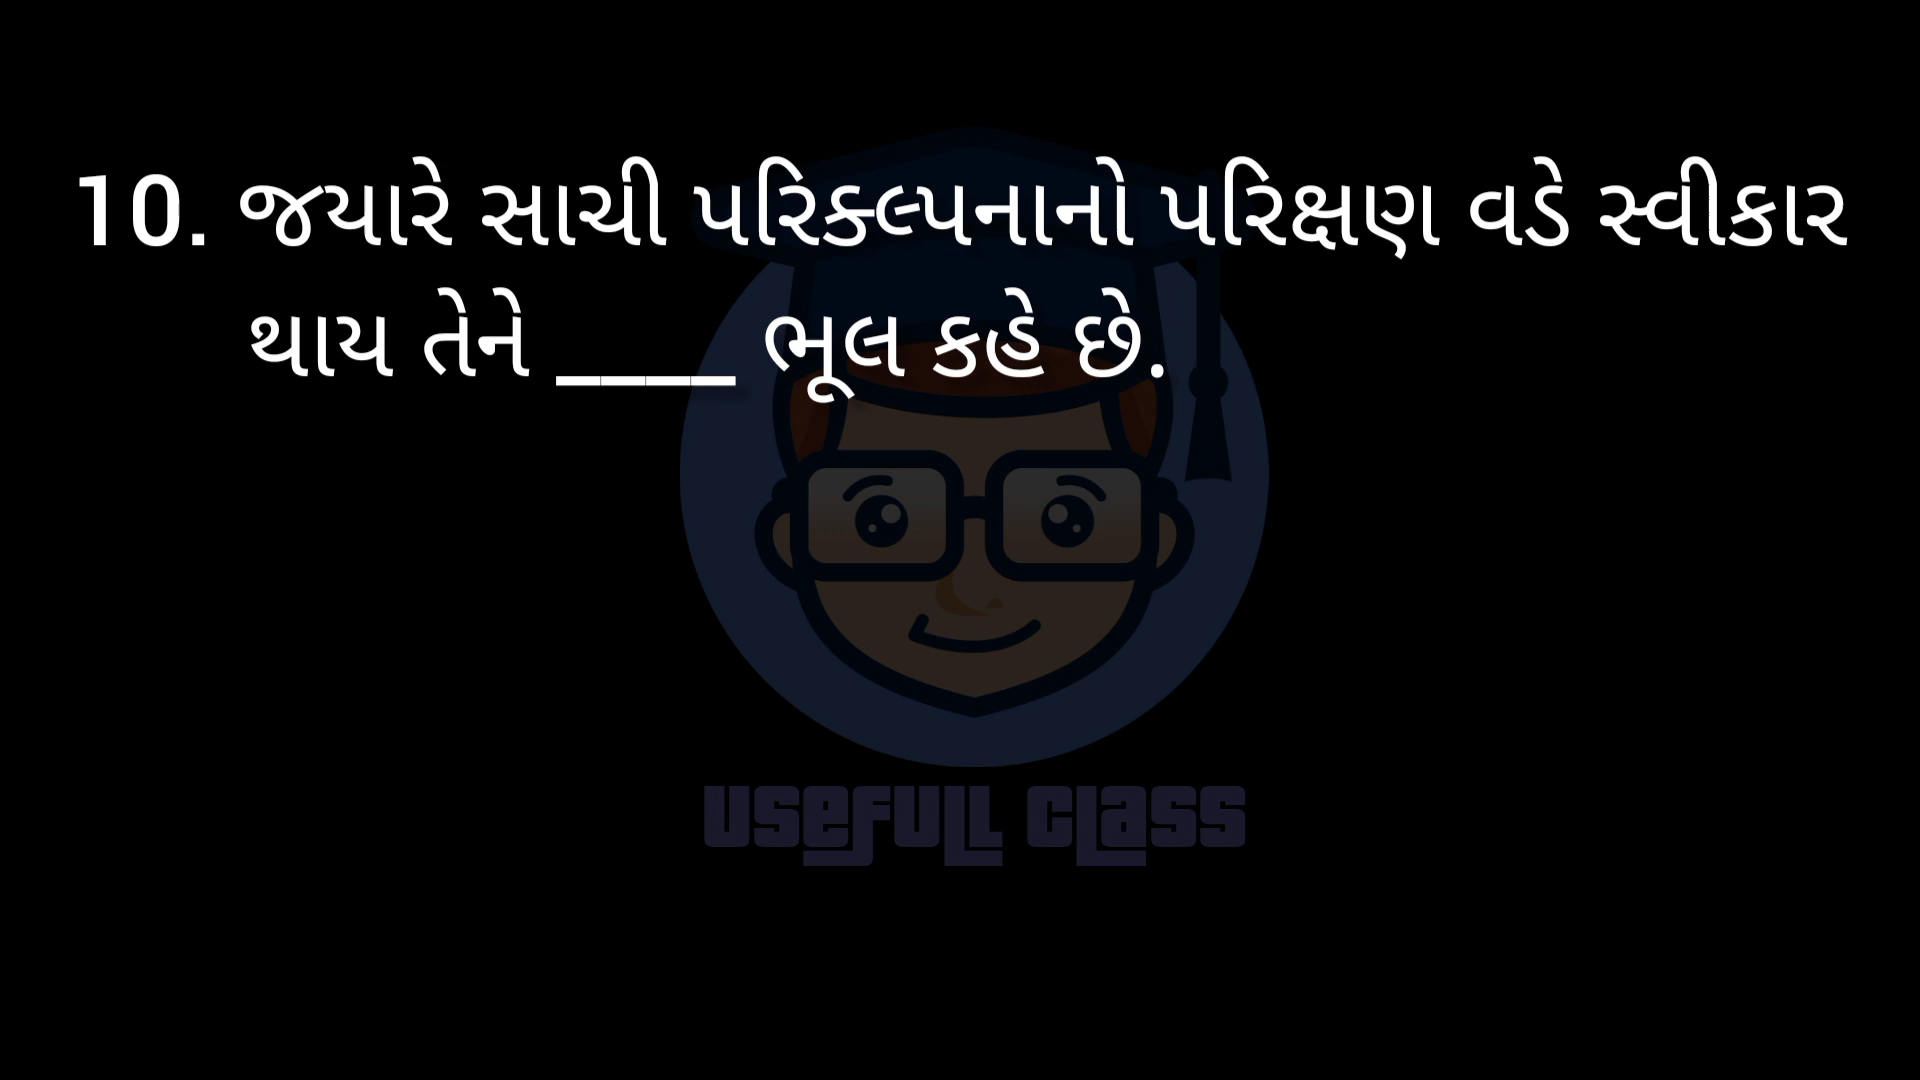 10. જયારે સાચી પરિકલ્પનાનો પરિક્ષણ વડે સ્વીકાર
થાય તેને ____ ભૂલ કહે છે.
USEFULL CLASS